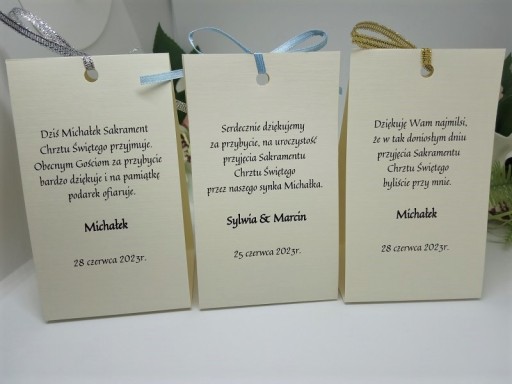 Dziś Michałek Sakrament
Chrztu Świętego przyjmuje.
Obecnym Gościom za przybycie
bardzo dziękuje i na pamiątkę
podarek ofiaruje.
Michałek
28 czerwca 2023r.
Serdecznie dziękujemy
za przybycie, na uroczystość
przyjęcia Sakramentu
Chrztu Świętego
przez naszego synka Michałka.
Sylwia & Marcin
25 czerwca 2023r.
Dziękuję Wam najmilsi,
że w tak doniosłym dniu
przyjęcia Sakramentu
Chrztu Świętego
byliście przy mnie.
Michałek
28 czerwca 2023r.